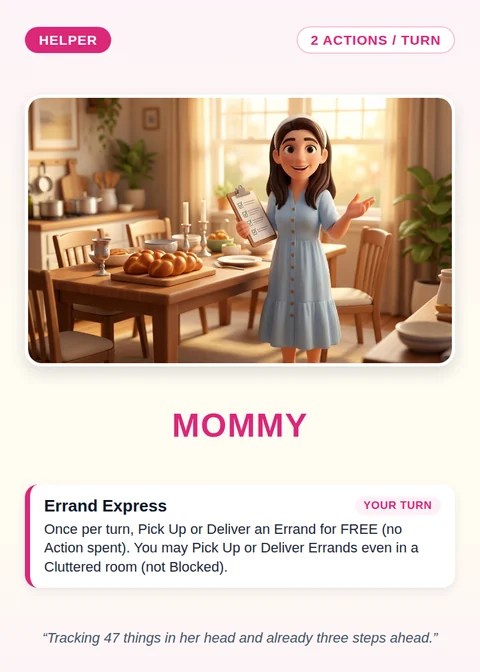 HELPER
2 ACTIONS / TURN
MOMMY
Errand Express
YOUR TURN
Once per turn, Pick Up or Deliver an Errand for FREE (no
Action spent). You may Pick Up or Deliver Errands even in a
Cluttered room (not Blocked).
“Tracking 47 things in her head and already three steps ahead.”